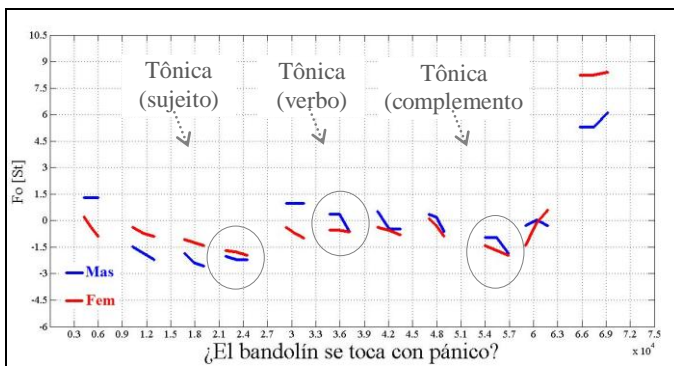 10.5
9
7.5
6
4.5
3
1.5
0
-1.5
-3
-4.5
-6
Fo [St]
Tônica
(sujeito)
Tônica
(verbo)
Tônica
(complemento
Mas
Fem
0.3 0.6 0.9 1.2 1.5 1.8 2.1 2.4 2.7 3 3.3 3.6 3.9 4.2 4.5 4.8 5.1 5.4 5.7 6 6.3 6.6 6.9 7.2 7.5
x 10⁴
¿El bandolín se toca con pánico?